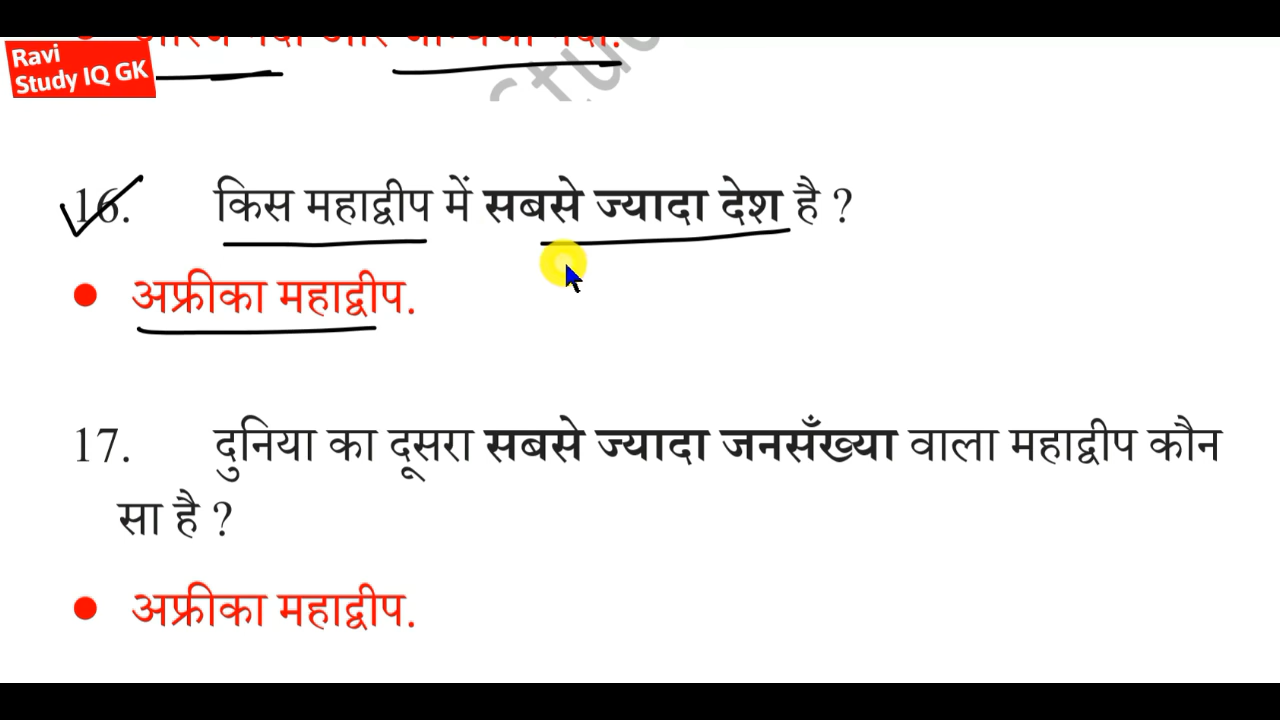 Ravi
Study IQ GK
16. किस महाद्वीप में सबसे ज्यादा देश है ?
• अफ्रीका महाद्वीप.
17. दुनिया का दूसरा सबसे ज्यादा जनसँख्या वाला महाद्वीप कौन
सा है ?
• अफ्रीका महाद्वीप.